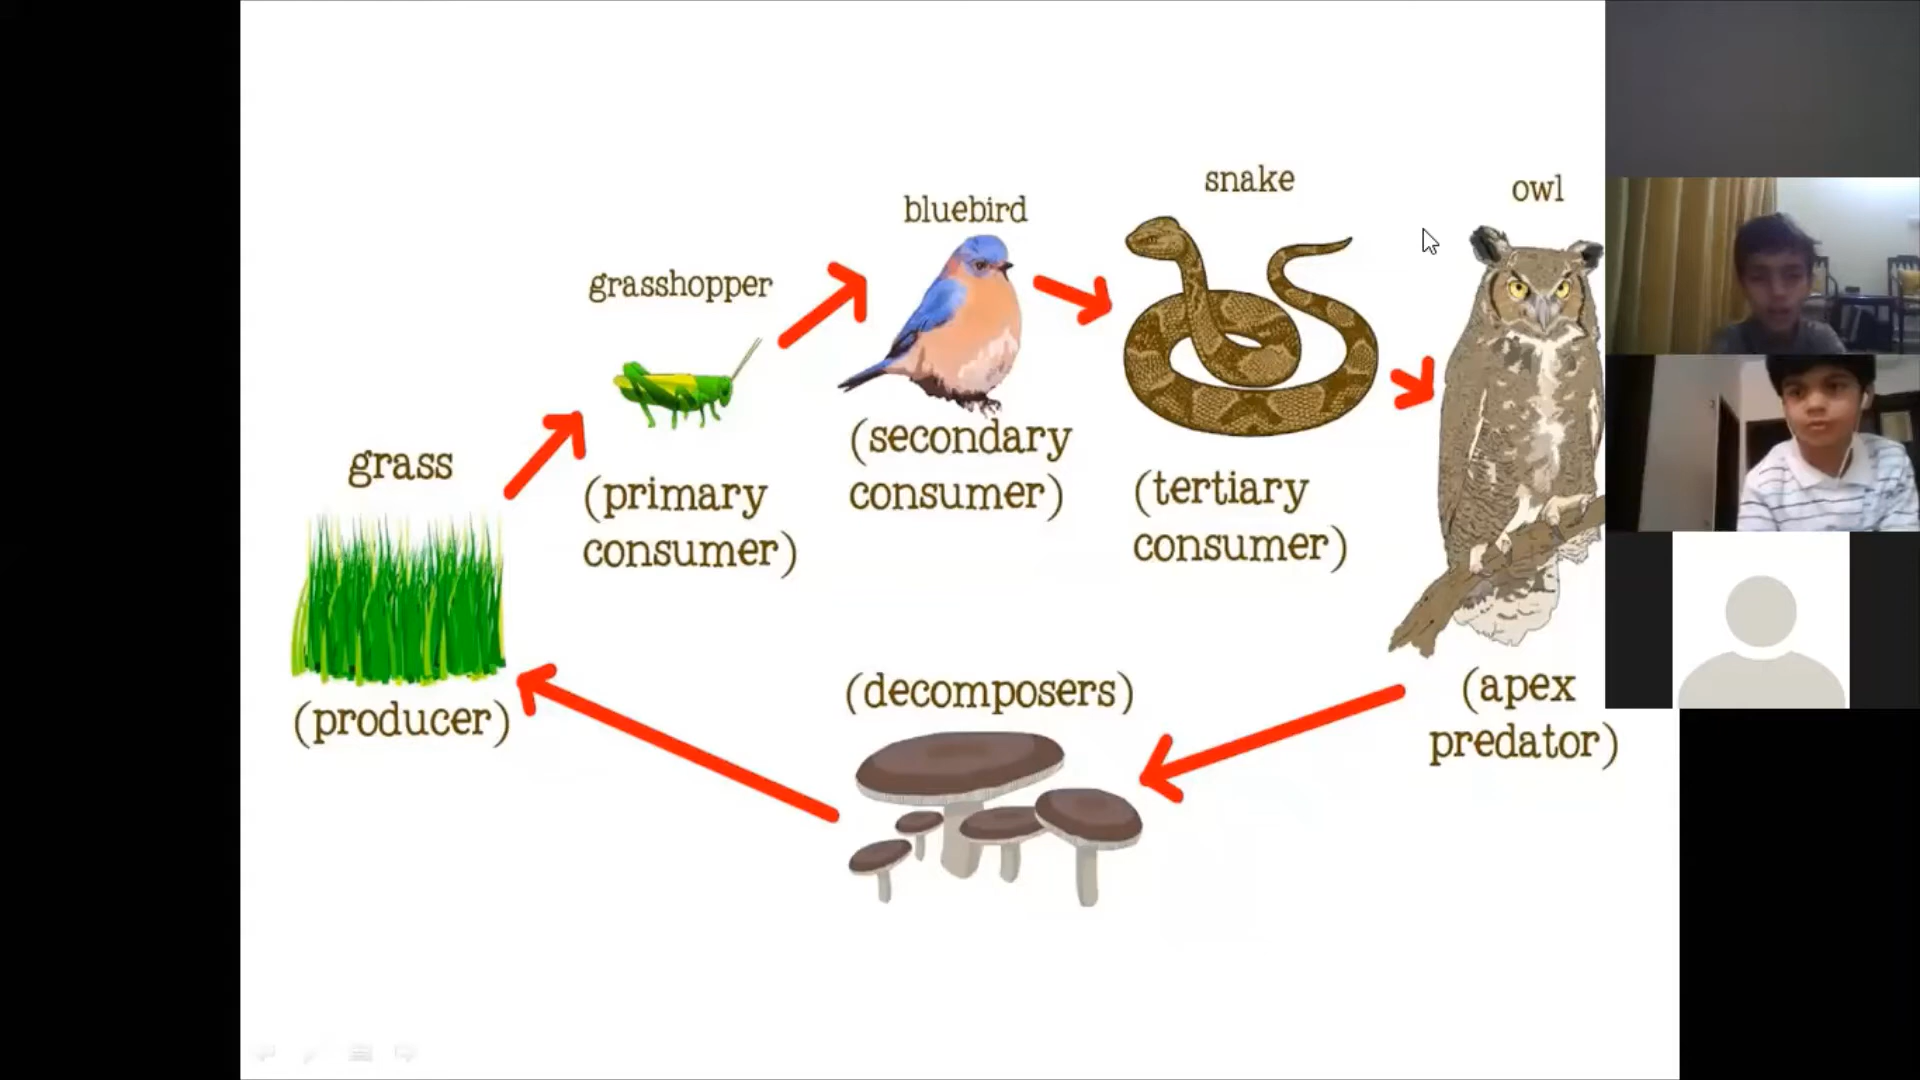 grass
(producer)
grasshopper
(primary
consumer)
bluebird
(secondary
consumer)
snake
(tertiary
consumer)
owl
(apex
predator)
(decomposers)